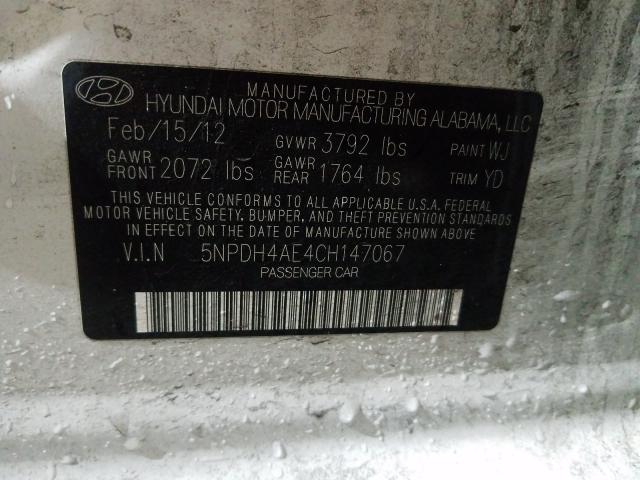 MANUFACTURED BY
HYUNDAI MOTOR MANUFACTURING ALABAMA, LLC
Feb/15/12 GVWR 3792 lbs PAINT WJ
GAWR FRONT 2072 lbs GAWR REAR 1764 lbs TRIM YD
THIS VEHICLE CONFORMS TO ALL APPLICABLE U.S.A. FEDERAL
MOTOR VEHICLE SAFETY, BUMPER, AND THEFT PREVENTION STANDARDS
IN EFFECT ON THE DATE OF MANUFACTURE SHOWN ABOVE
V.I.N 5NPDH4AE4CH147067
PASSENGER CAR